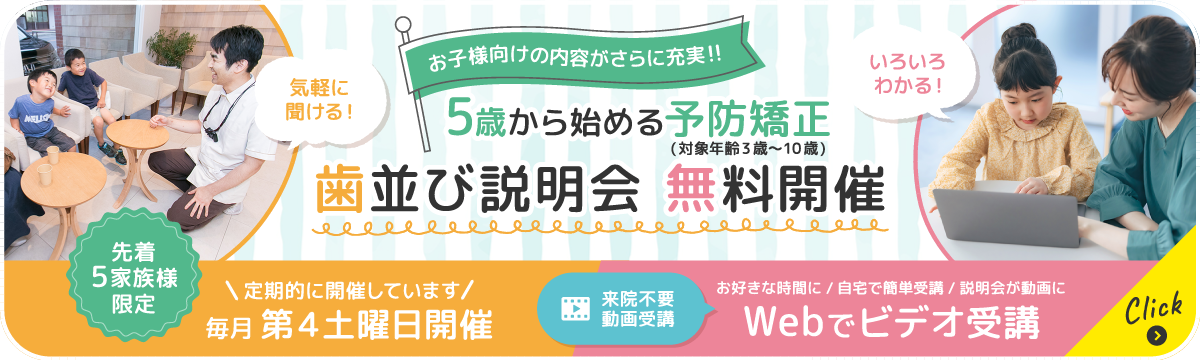 お子様向けの内容がさらに充実!!
気軽に
聞ける！
いろいろ
わかる！
5歳から始める予防矯正
(対象年齢3歳〜10歳)
歯並び説明会 無料開催
先着
5家族様
限定
\ 定期的に開催しています /
毎月 第4土曜日開催
来院不要
動画受講
お好きな時間に / 自宅で簡単受講 / 説明会が動画に
Webでビデオ受講
Click